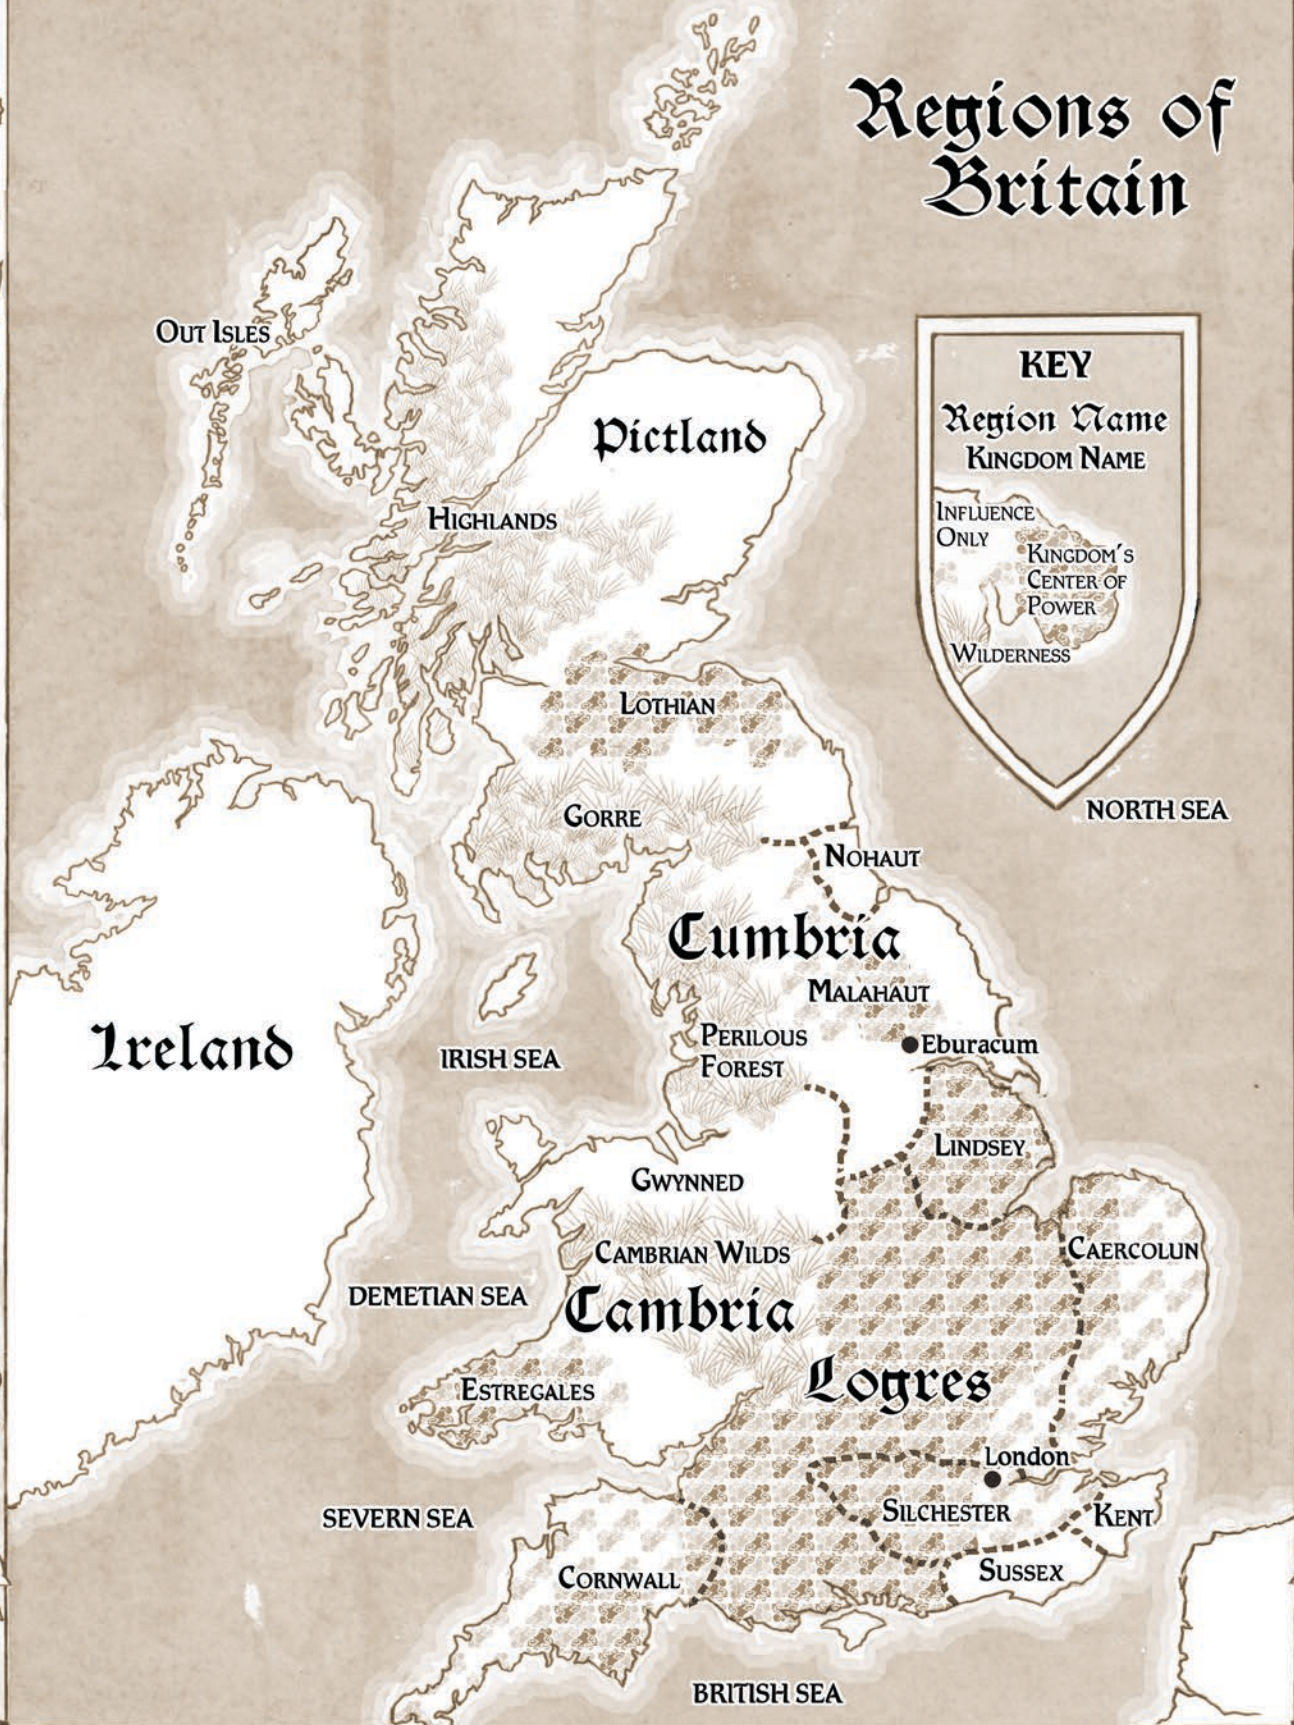 Regions of
Britain
OUT ISLES
KEY
Region Name
KINGDOM NAME
INFLUENCE
ONLY
KINGDOM'S
CENTER OF
POWER
WILDERNESS
Pictland
HIGHLANDS
LOTHIAN
NORTH SEA
GORRE
NOHAUT
Cumbria
MALAHAUT
Ireland
PERILOUS
FOREST
IRISH SEA
Eburacum
LINDSEY
GWYNNED
CAMBRIAN WILDS
CAERCOLUN
DEMETIAN SEA
Cambria
Logres
ESTREGALES
London
SEVERN SEA
SILCHESTER
KENT
CORNWALL
SUSSEX
BRITISH SEA